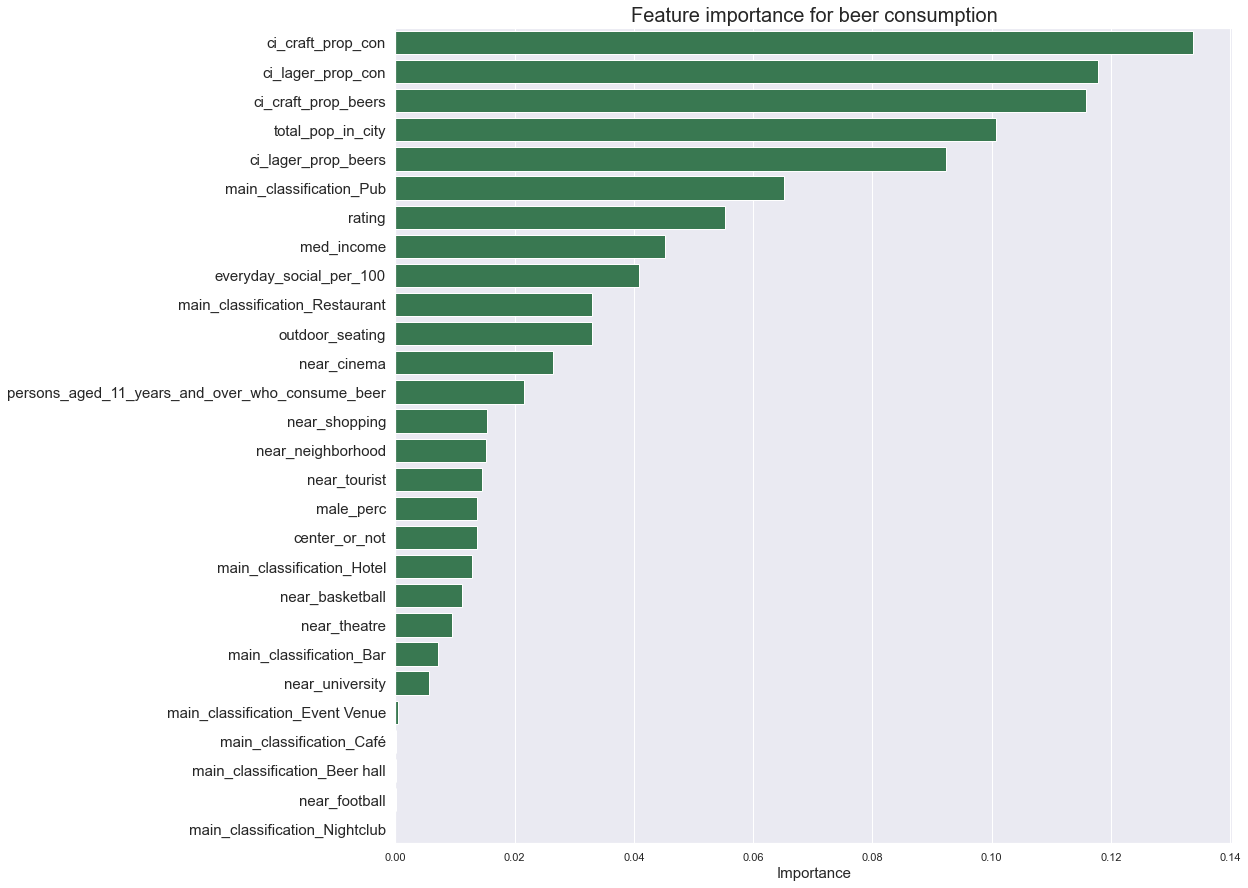 Feature importance for beer consumption
ci_craft_prop_con
ci_lager_prop_con
ci_craft_prop_beers
total_pop_in_city
ci_lager_prop_beers
main_classification_Pub
rating
med_income
everyday_social_per_100
main_classification_Restaurant
outdoor_seating
near_cinema
persons_aged_11_years_and_over_who_consume_beer
near_shopping
near_neighborhood
near_tourist
male_perc
center_or_not
main_classification_Hotel
near_basketball
near_theatre
main_classification_Bar
near_university
main_classification_Event Venue
main_classification_Café
main_classification_Beer hall
near_football
main_classification_Nightclub
0.00 0.02 0.04 0.06 0.08 0.10 0.12 0.14
Importance